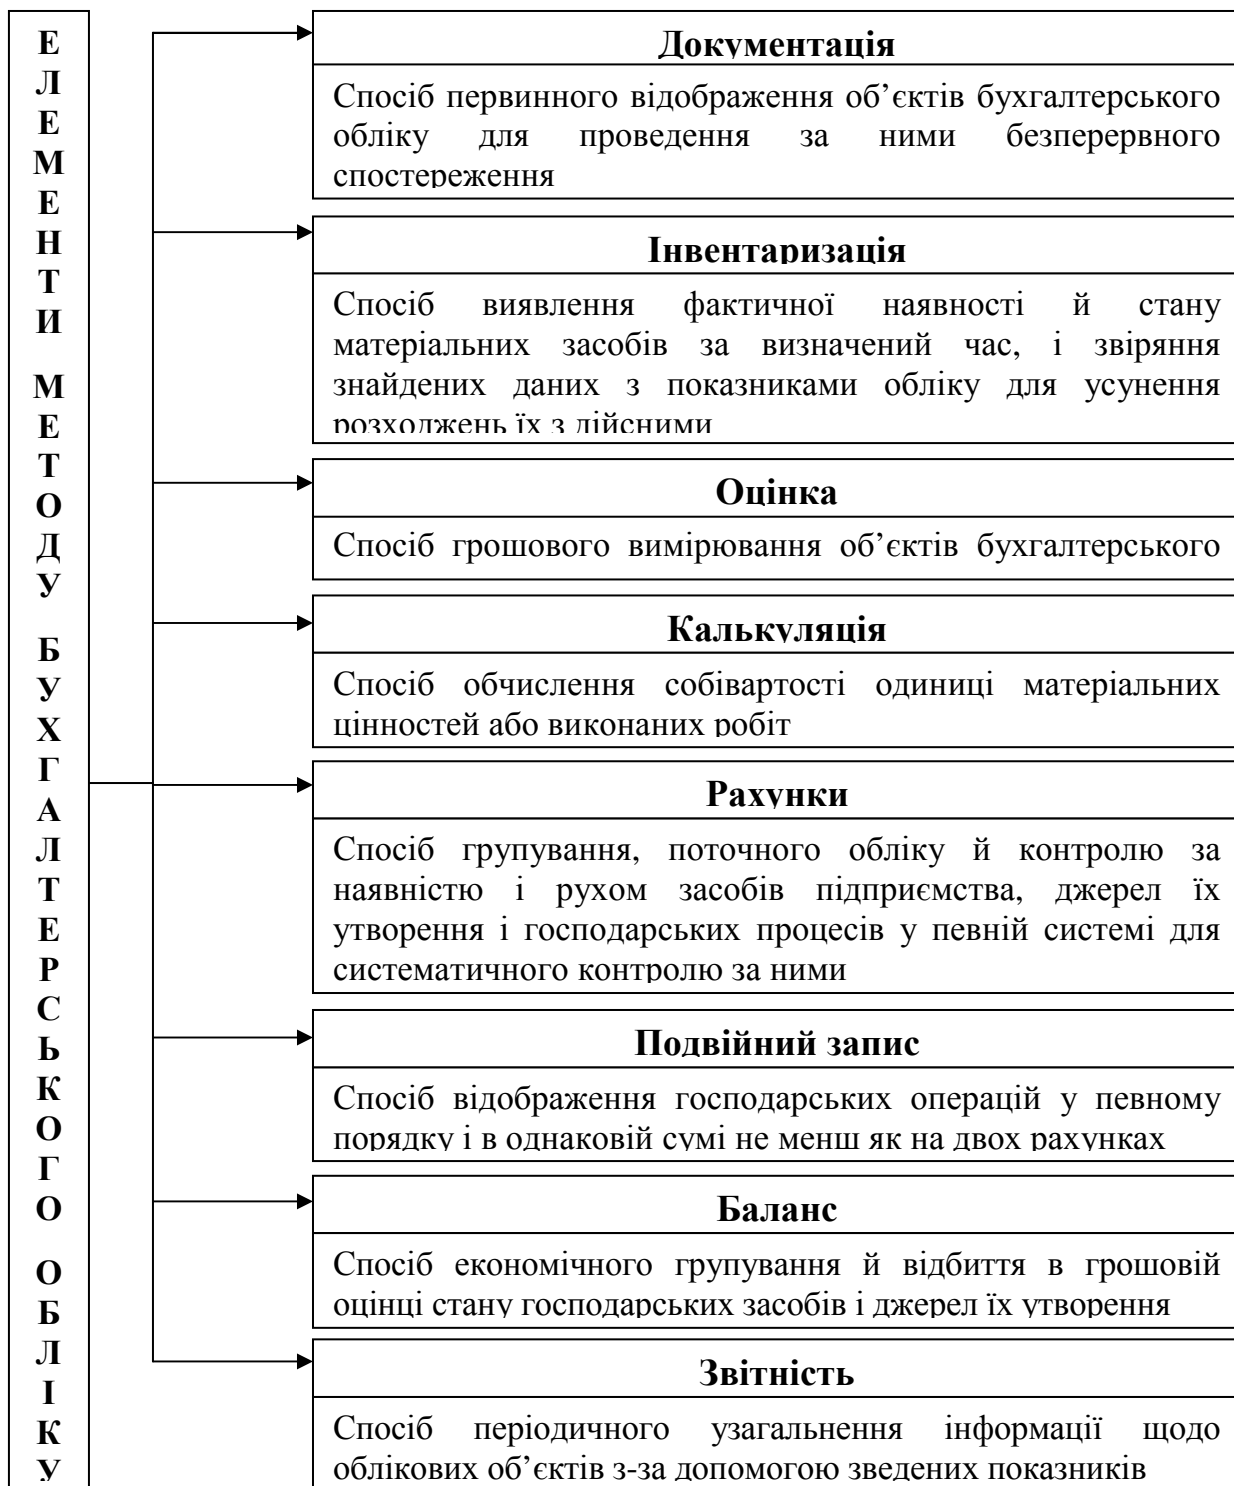 ЕЛЕМЕНТИ МЕТОДУ БУХГАЛТЕРСЬКОГО ОБЛІКУ
Документація
Спосіб первинного відображення об’єктів бухгалтерського
обліку для проведення за ними безперервного
спостереження
Інвентаризація
Спосіб виявлення фактичної наявності й стану
матеріальних засобів за визначений час, і звіряння
знайдених даних з показниками обліку для усунення
розходжень їх з дійсними
Оцінка
Спосіб грошового вимірювання об’єктів бухгалтерського
Калькуляція
Спосіб обчислення собівартості одиниці матеріальних
цінностей або виконаних робіт
Рахунки
Спосіб групування, поточного обліку й контролю за
наявністю і рухом засобів підприємства, джерел їх
утворення і господарських процесів у певній системі для
систематичного контролю за ними
Подвійний запис
Спосіб відображення господарських операцій у певному
порядку і в однаковій сумі не менш як на двох рахунках
Баланс
Спосіб економічного групування й відбиття в грошовій
оцінці стану господарських засобів і джерел їх утворення
Звітність
Спосіб періодичного узагальнення інформації щодо
облікових об’єктів з-за допомогою зведених показників